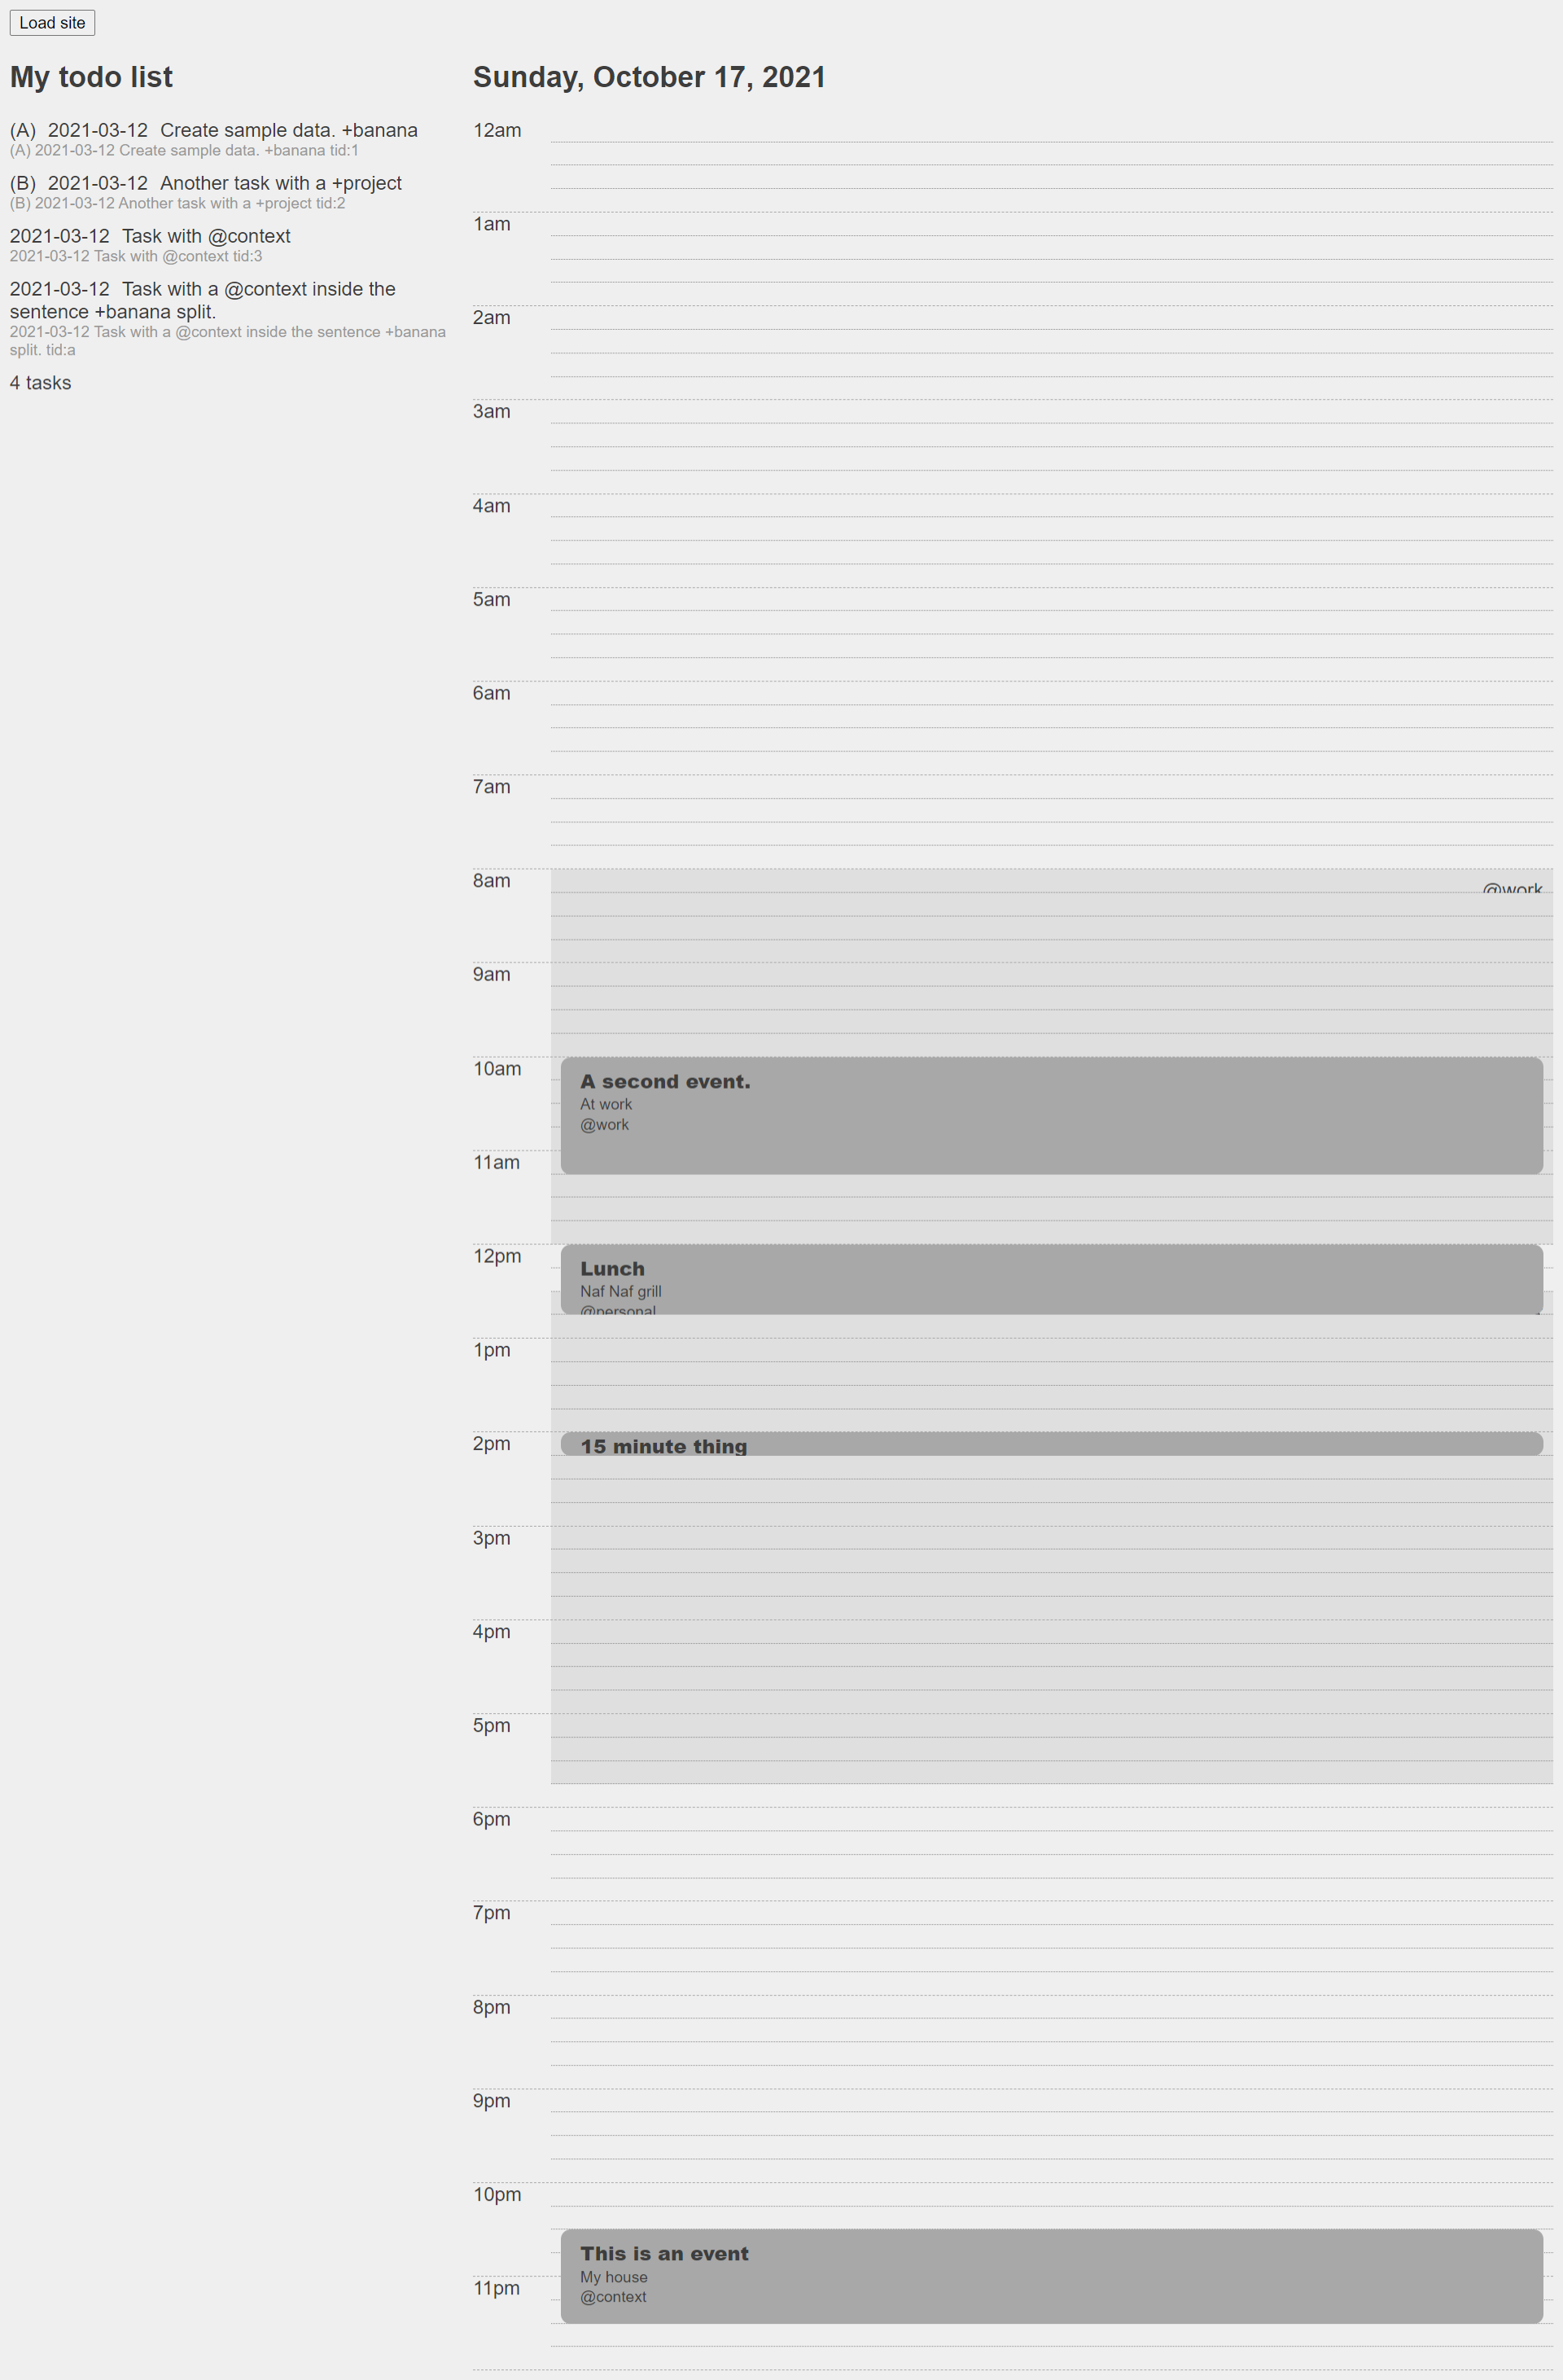 Load site
My todo list
(A) 2021-03-12 Create sample data. +banana
(A) 2021-03-12 Create sample data. +banana tid:1
(B) 2021-03-12 Another task with a +project
(B) 2021-03-12 Another task with a +project tid:2
2021-03-12 Task with @context
2021-03-12 Task with @context tid:3
2021-03-12 Task with a @context inside the
sentence +banana split.
2021-03-12 Task with a @context inside the sentence +banana
split. tid:a
4 tasks
Sunday, October 17, 2021
12am
1am
2am
3am
4am
5am
6am
7am
8am
@work
9am
10am
A second event.
At work
@work
11am
12pm
Lunch
Naf Naf grill
@personal
1pm
2pm
15 minute thing
3pm
4pm
5pm
6pm
7pm
8pm
9pm
10pm
This is an event
My house
@context
11pm